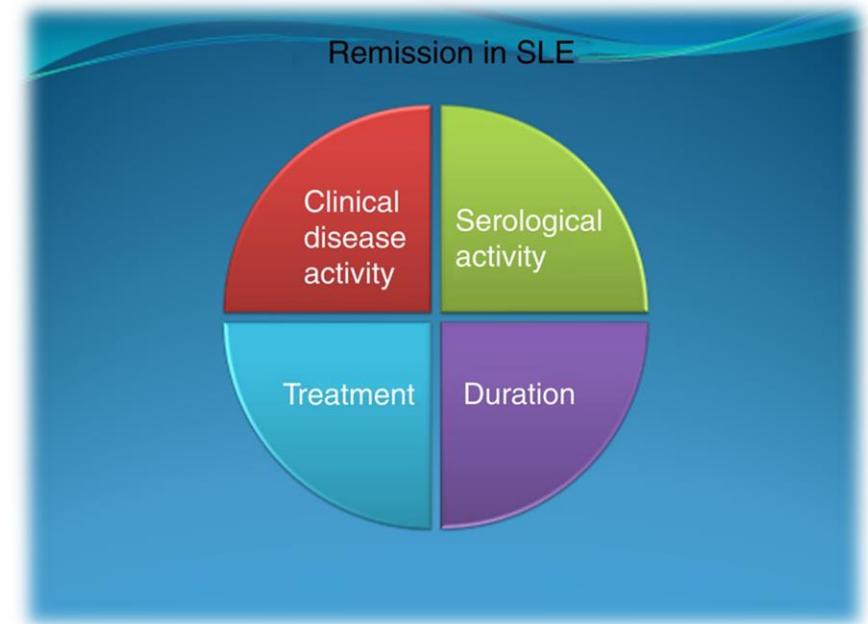 Remission in SLE
Clinical
disease
activity
Serological
activity
Treatment
Duration